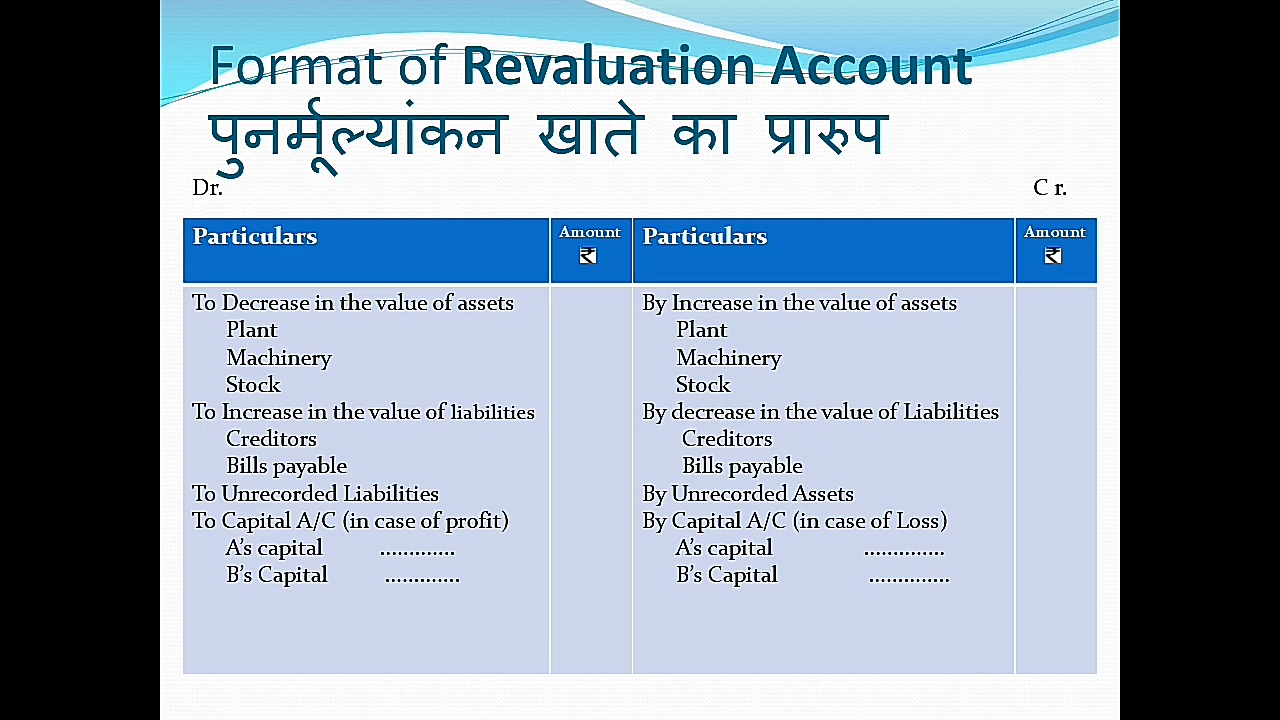 Format of Revaluation Account
पुनर्मूल्यांकन खाते का प्रारुप
Dr.
C r.
Particulars
Amount
₹
Particulars
Amount
₹
To Decrease in the value of assets
Plant
Machinery
Stock
To Increase in the value of liabilities
Creditors
Bills payable
To Unrecorded Liabilities
To Capital A/C (in case of profit)
A's capital .............
B's Capital .............
By Increase in the value of assets
Plant
Machinery
Stock
By decrease in the value of Liabilities
Creditors
Bills payable
By Unrecorded Assets
By Capital A/C (in case of Loss)
A's capital ..............
B's Capital ..............